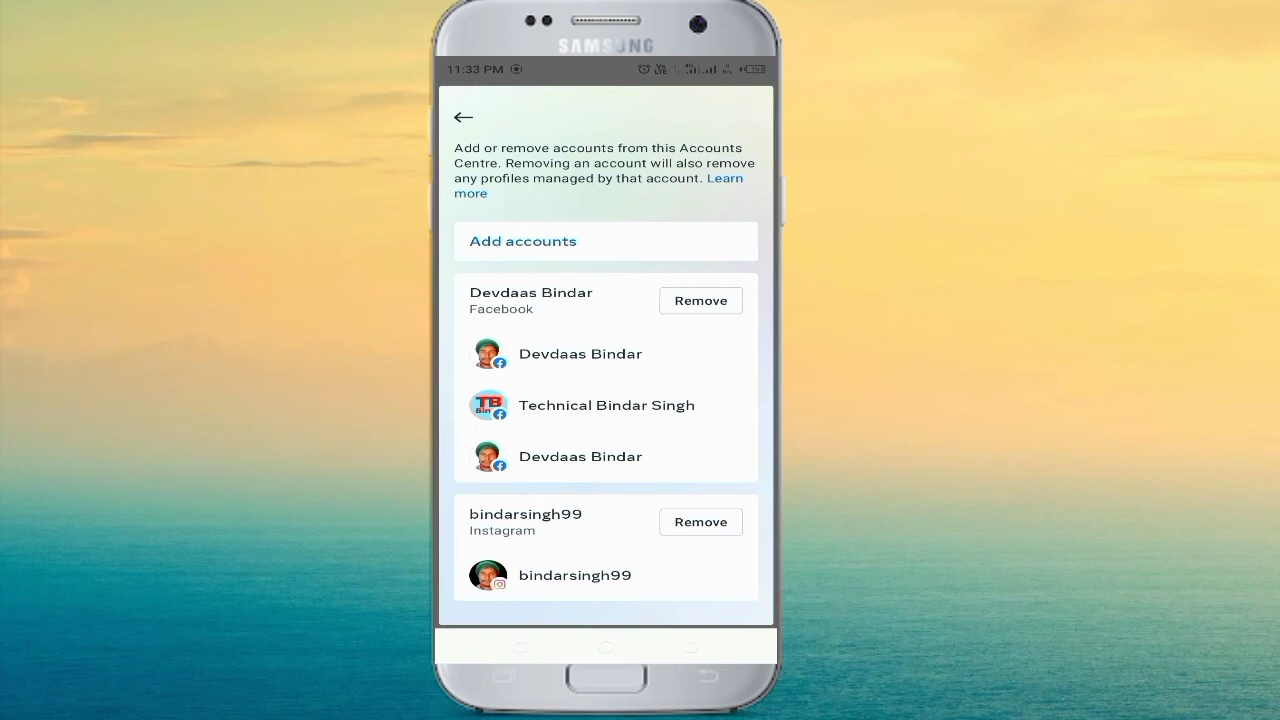 SAMSUNG
11:33 PM
Add or remove accounts from this Accounts
Centre. Removing an account will also remove
any profiles managed by that account. Learn
more
Add accounts
Devdaas Bindar
Remove
Facebook
Devdaas Bindar
TB
Sin
Technical Bindar Singh
Devdaas Bindar
bindarsingh99
Remove
Instagram
bindarsingh99